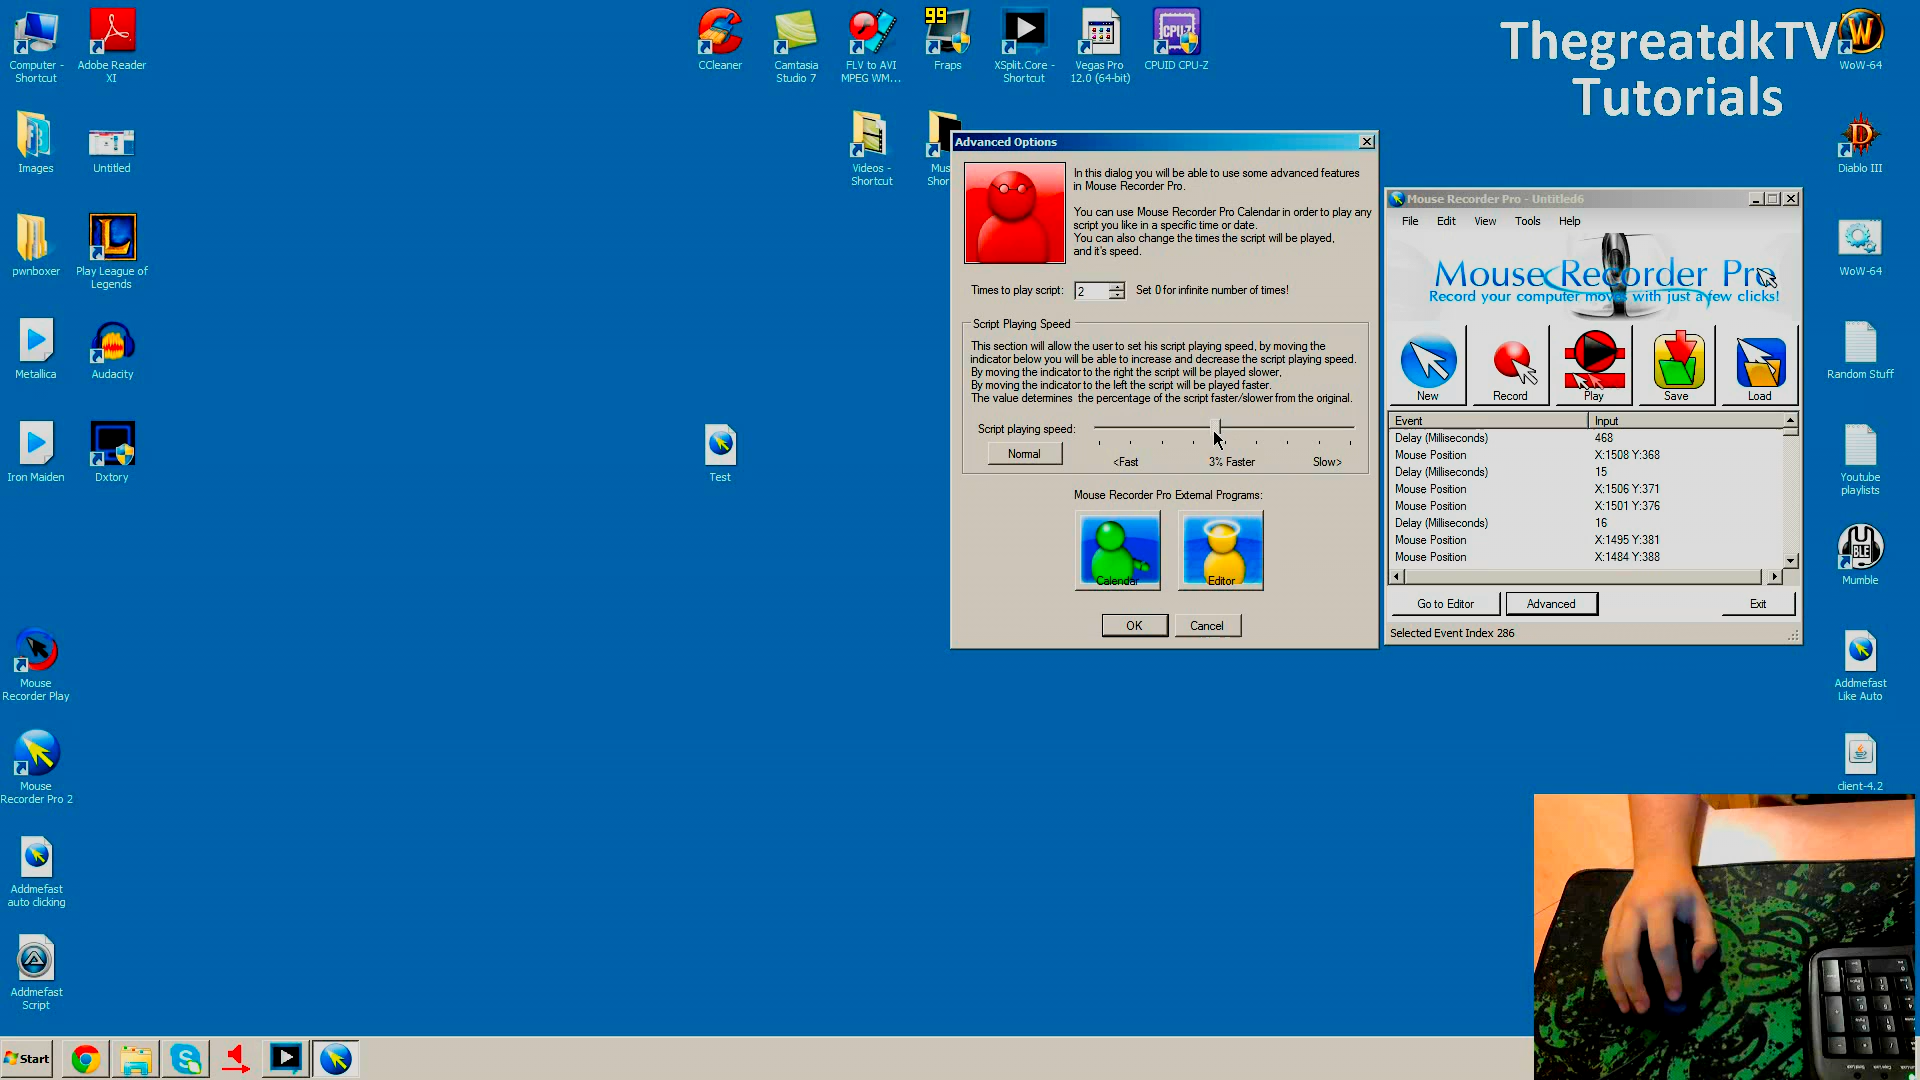 Computer -
Shortcut
Adobe Reader
XI
CCleaner
Camtasia
Studio 7
FLV to AVI
MPEG WM...
99
Fraps
XSplit.Core -
Shortcut
Vegas Pro
12.0 (64-bit)
CPUID CPU-Z
ThegreatdkTV
Tutorials
WoW-64
Images
Untitled
Videos -
Shortcut
Diablo III
pwnboxer
Play League of
Legends
WoW-64
Metallica
Audacity
Random Stuff
Iron Maiden
Dxtory
Test
Youtube
playlists
Mumble
Mouse
Recorder Play
Addmefast
Like Auto
Mouse
Recorder Pro 2
client-4.2
Addmefast
auto clicking
Addmefast
Script
Advanced Options
In this dialog you will be able to use some advanced features
in Mouse Recorder Pro.
You can use Mouse Recorder Pro Calendar in order to play any
script you like in a specific time or date.
You can also change the times the script will be played,
and it's speed.
Times to play script: 2 Set 0 for infinite number of times!
Script Playing Speed
This section will allow the user to set his script playing speed, by moving the
indicator below you will be able to increase and decrease the script playing speed.
By moving the indicator to the right the script will be played slower,
By moving the indicator to the left the script will be played faster.
The value determines the percentage of the script faster/slower from the original.
Script playing speed:
Normal
<Fast 3% Faster Slow>
Mouse Recorder Pro External Programs:
Calendar Editor
OK Cancel
Mouse Recorder Pro - Untitled6
File Edit View Tools Help
Mouse Recorder Pro
Record your computer moves with just a few clicks!
New Record Play Save Load
Event Input
Delay (Milliseconds) 468
Mouse Position X:1508 Y:368
Delay (Milliseconds) 15
Mouse Position X:1506 Y:371
Mouse Position X:1501 Y:376
Delay (Milliseconds) 16
Mouse Position X:1495 Y:381
Mouse Position X:1484 Y:388
Go to Editor Advanced Exit
Selected Event Index 286
Start